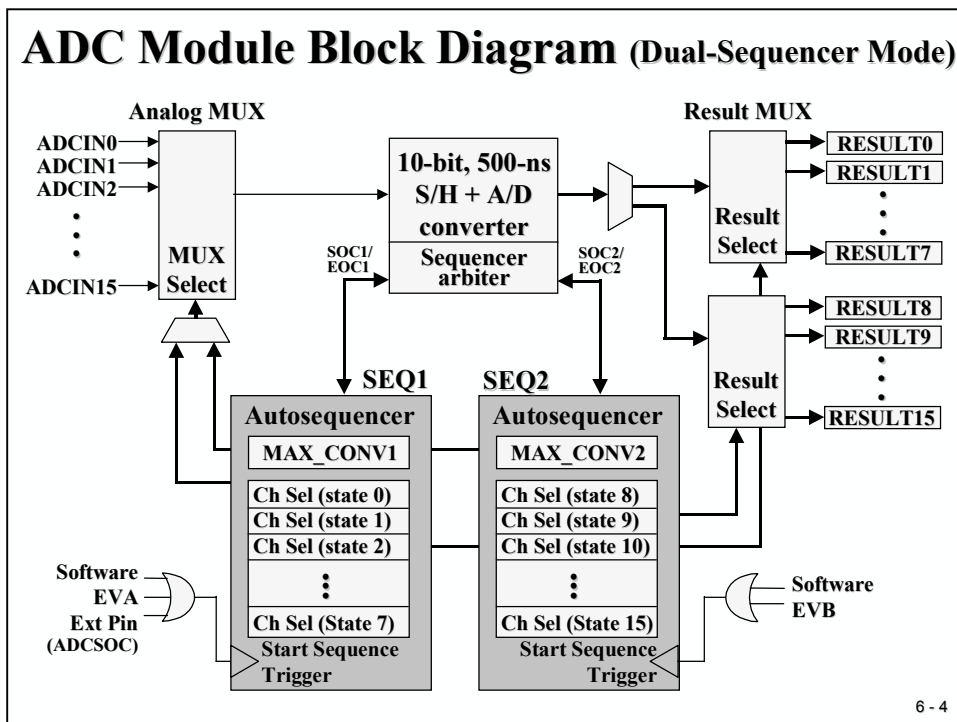 ADC Module Block Diagram (Dual-Sequencer Mode)
Analog MUX
Result MUX
ADCIN0
ADCIN1
ADCIN2
ADCIN15
MUX
Select
10-bit, 500-ns
S/H + A/D
converter
Sequencer
arbiter
SOC1/
EOC1
SOC2/
EOC2
Result
Select
RESULT0
RESULT1
RESULT7
Result
Select
RESULT8
RESULT9
RESULT15
SEQ1
SEQ2
Autosequencer
MAX_CONV1
Ch Sel (state 0)
Ch Sel (state 1)
Ch Sel (state 2)
Ch Sel (State 7)
Start Sequence
Trigger
Autosequencer
MAX_CONV2
Ch Sel (state 8)
Ch Sel (state 9)
Ch Sel (state 10)
Ch Sel (State 15)
Start Sequence
Trigger
Software
EVA
Ext Pin
(ADCSOC)
Software
EVB
6 - 4